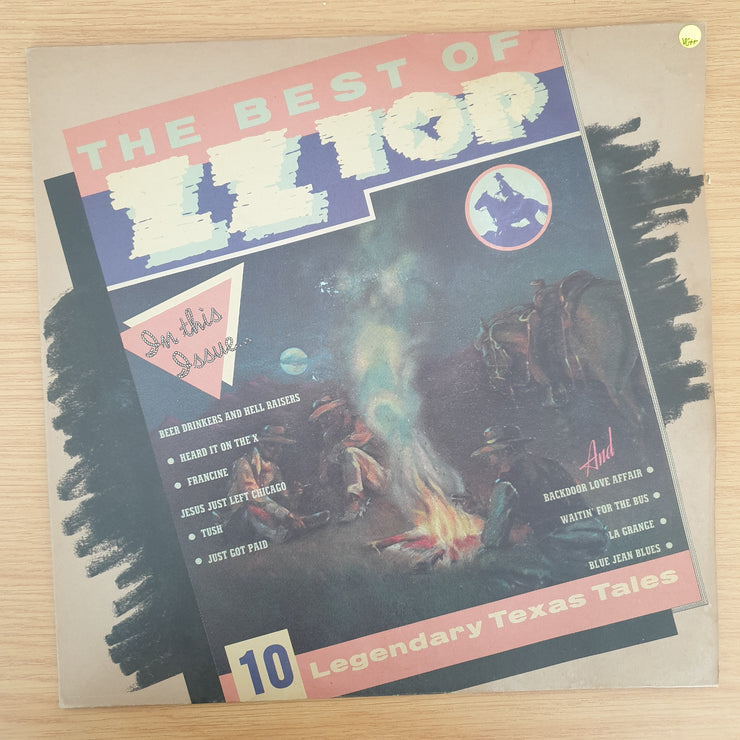 THE BEST OF
ZZ TOP
In this
Issue
BEER DRINKERS AND HELL RAISERS
• HEARD IT ON THE X
• FRANCINE
JESUS JUST LEFT CHICAGO
• TUSH
• JUST GOT PAID
And
BACKDOOR LOVE AFFAIR •
WAITIN' FOR THE BUS •
LA GRANGE •
BLUE JEAN BLUES •
10 Legendary Texas Tales